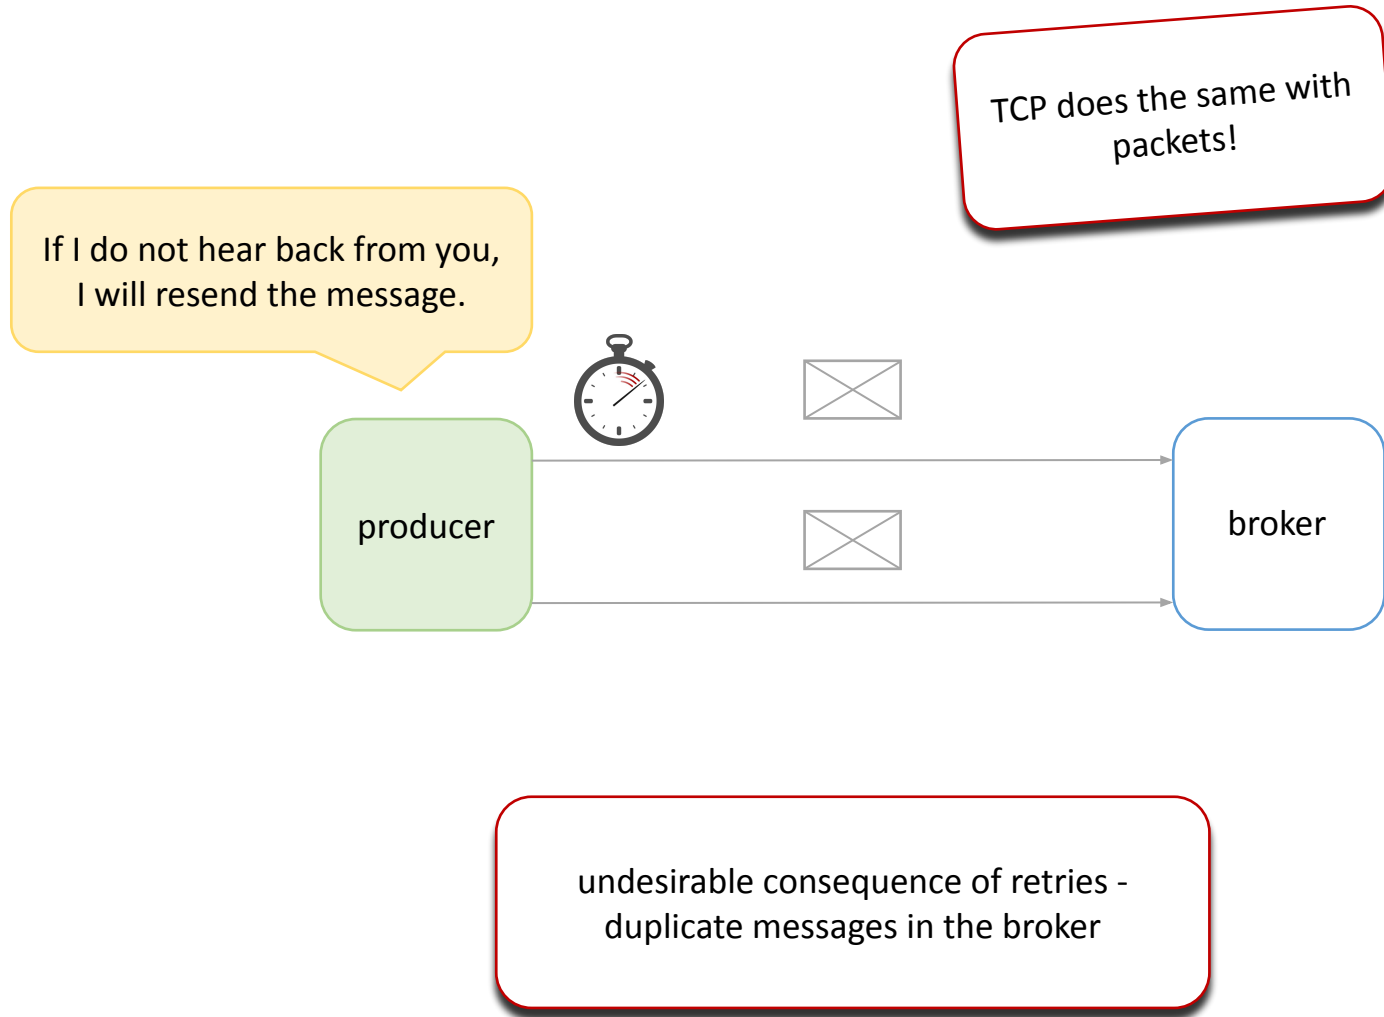 TCP does the same with
packets!
If I do not hear back from you,
I will resend the message.
producer
broker
undesirable consequence of retries -
duplicate messages in the broker